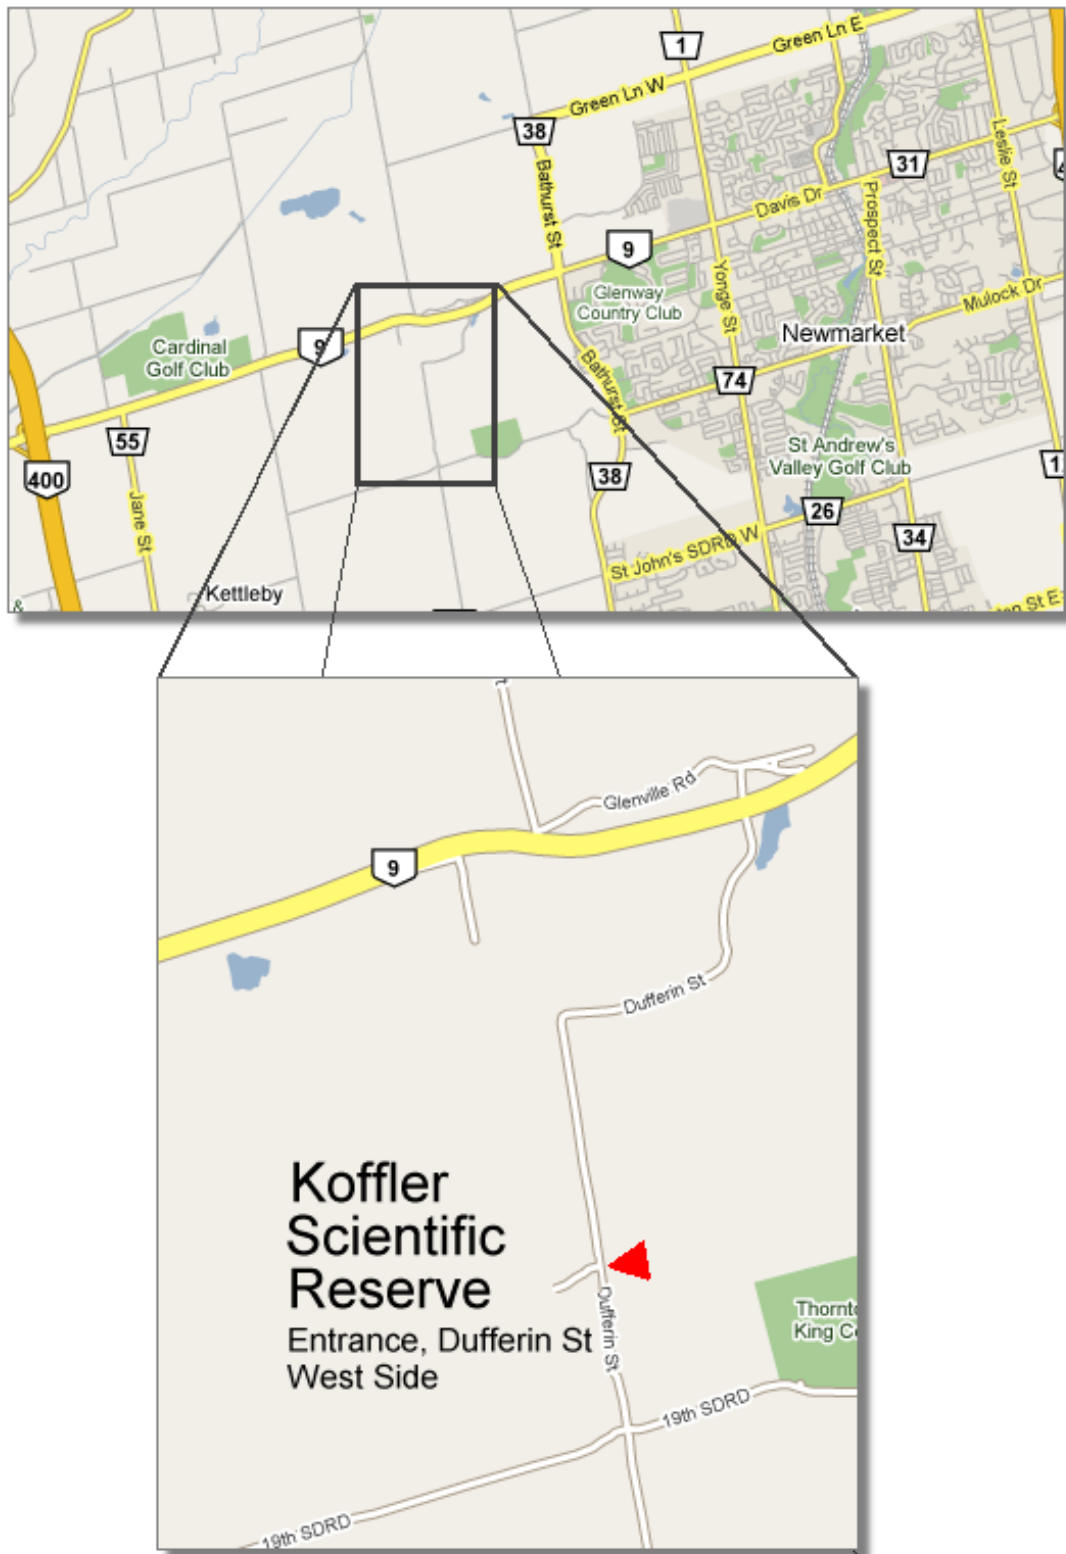 1
Green Ln E
Green Ln W
38
Bathurst St
31
Leslie St
Davis Dr
Prospect St
9
Yonge St
Glenway
Country Club
Mulock Dr
Newmarket
9
Cardinal
Golf Club
Bathurst St
74
55
St Andrew's
Valley Golf Club
400
38
Jane St
26
34
St John's SDRD W
Kettleby
&
St E
Glenville Rd
9
Dufferin St
Koffler
Scientific
Reserve
Entrance, Dufferin St
West Side
Dufferin St
King
19th SDRD
19th SDRD